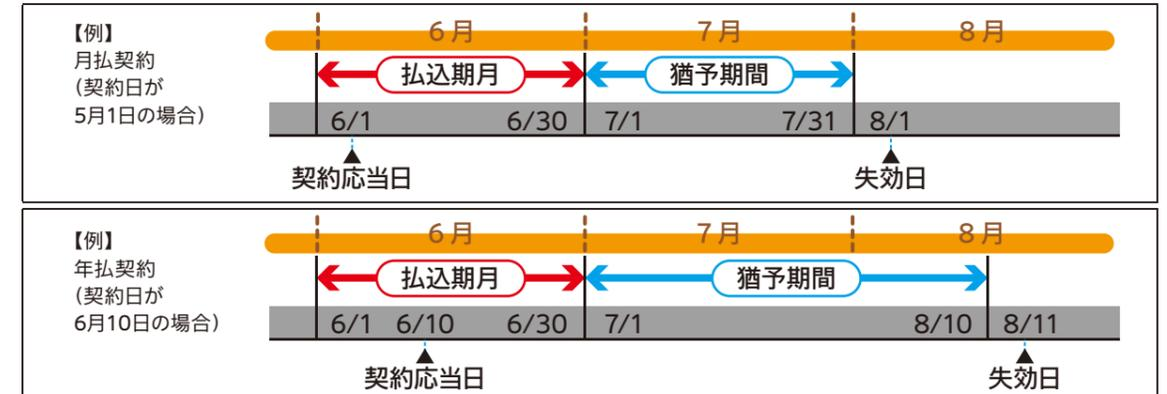 【例】
月払契約
(契約日が
5月1日の場合)
6月 7月 8月
払込期月 猶予期間
6/1 6/30 7/1 7/31 8/1
契約応当日 失効日
【例】
年払契約
(契約日が
6月10日の場合)
6月 7月 8月
払込期月 猶予期間
6/1 6/10 6/30 7/1 8/10 8/11
契約応当日 失効日